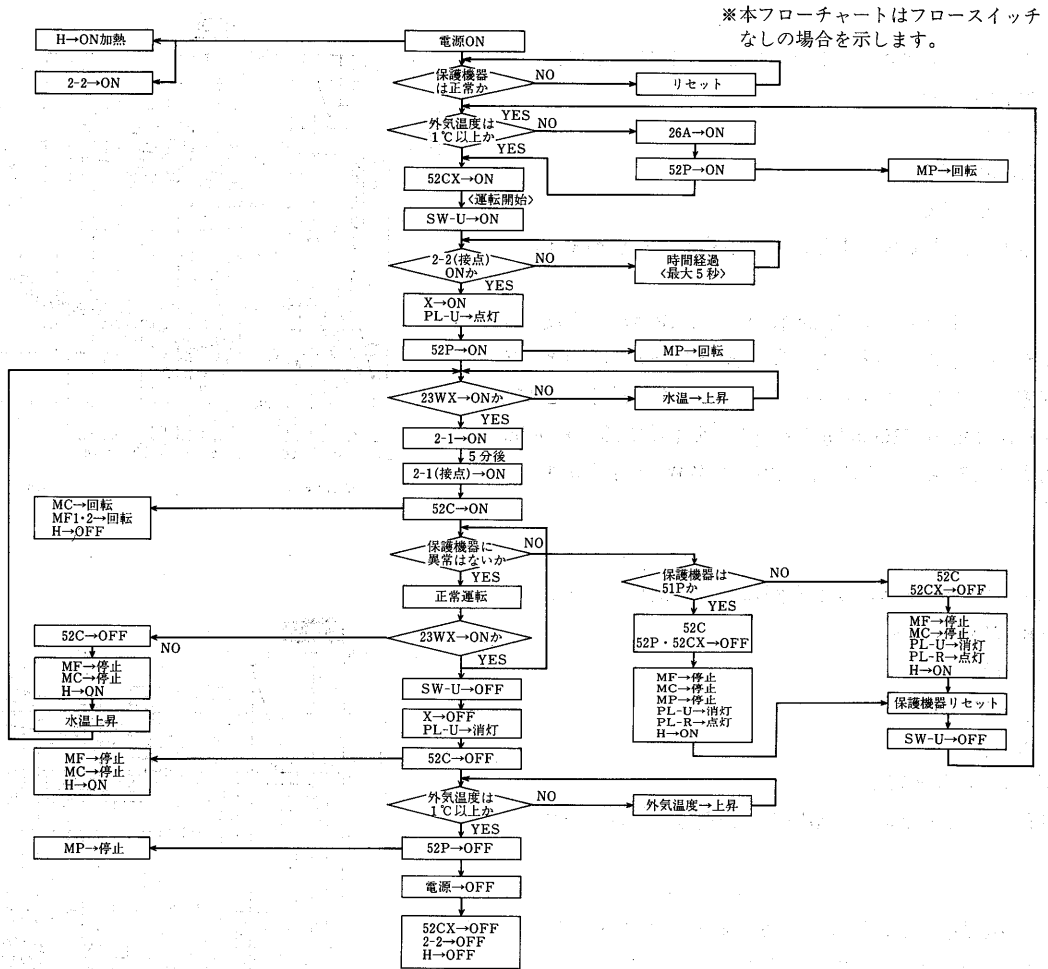 ※本フローチャートはフロースイッチ
なしの場合を示します。
H→ON加熱
電源ON
2-2→ON
保護機器
は正常か
NO
リセット
YES
外気温度は
1℃以上か
NO
26A→ON
YES
52CX→ON
52P→ON
MP→回転
<運転開始>
SW-U→ON
2-2(接点)
ONか
NO
時間経過
<最大5秒>
YES
X→ON
PL-U→点灯
52P→ON
MP→回転
23WX→ONか
NO
水温→上昇
YES
2-1→ON
5分後
2-1(接点)→ON
52C→ON
MC→回転
MF1・2→回転
H→OFF
保護機器に
異常はないか
NO
YES
正常運転
保護機器は
51Pか
NO
YES
52C
52CX→OFF
23WX→ONか
NO
YES
52C→OFF
MF→停止
MC→停止
H→ON
水温上昇
52C
52P・52CX→OFF
MF→停止
MC→停止
PL-U→消灯
PL-R→点灯
H→ON
SW-U→OFF
MF→停止
MC→停止
MP→停止
PL-U→消灯
PL-R→点灯
H→ON
保護機器リセット
X→OFF
PL-U→消灯
SW-U→OFF
52C→OFF
MF→停止
MC→停止
H→ON
外気温度は
1℃以上か
NO
外気温度→上昇
YES
52P→OFF
MP→停止
電源→OFF
52CX→OFF
2-2→OFF
H→OFF